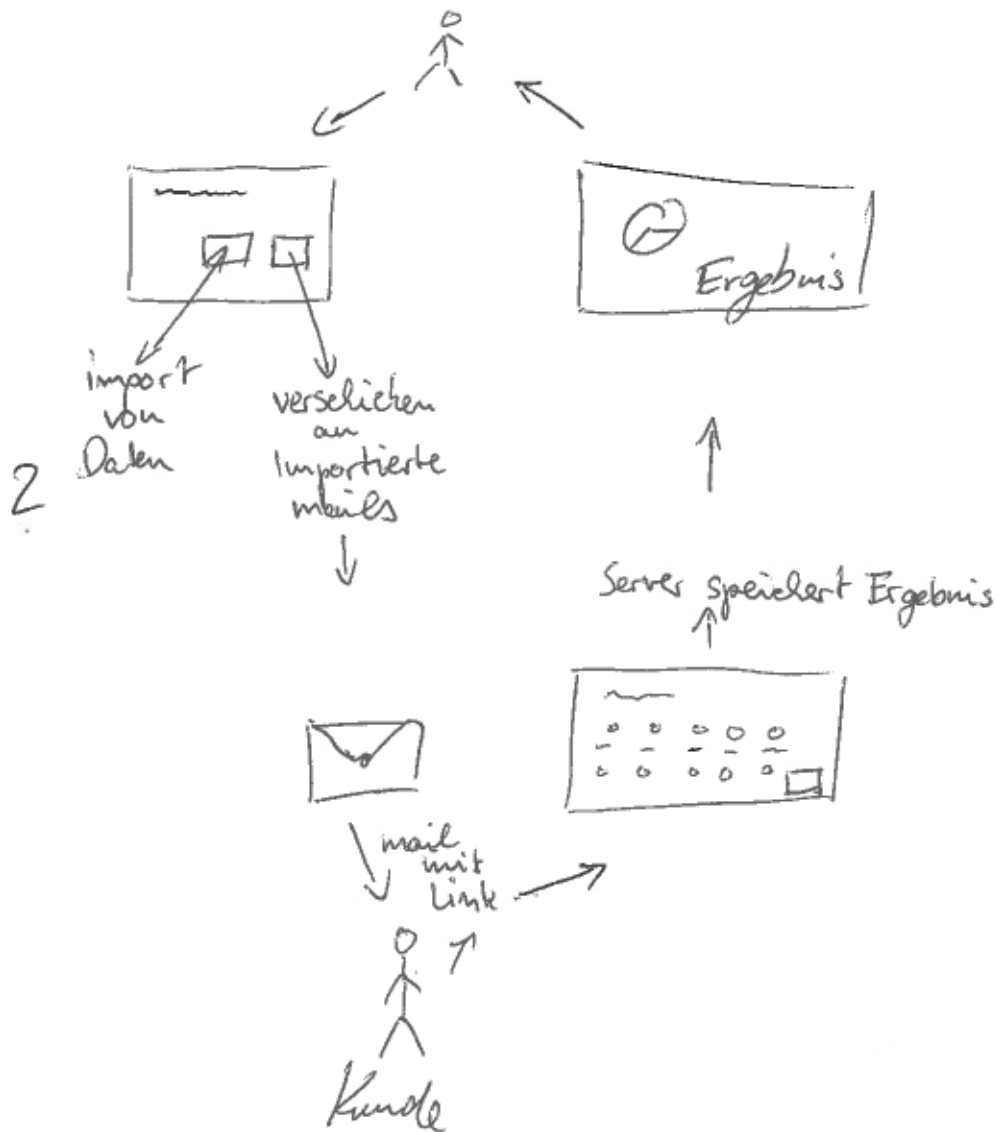 Ergebnis
import
von
Daten
verschicken
an
Importierte
mails
2
Server speichert Ergebnis
mail
mit
Link
Kunde